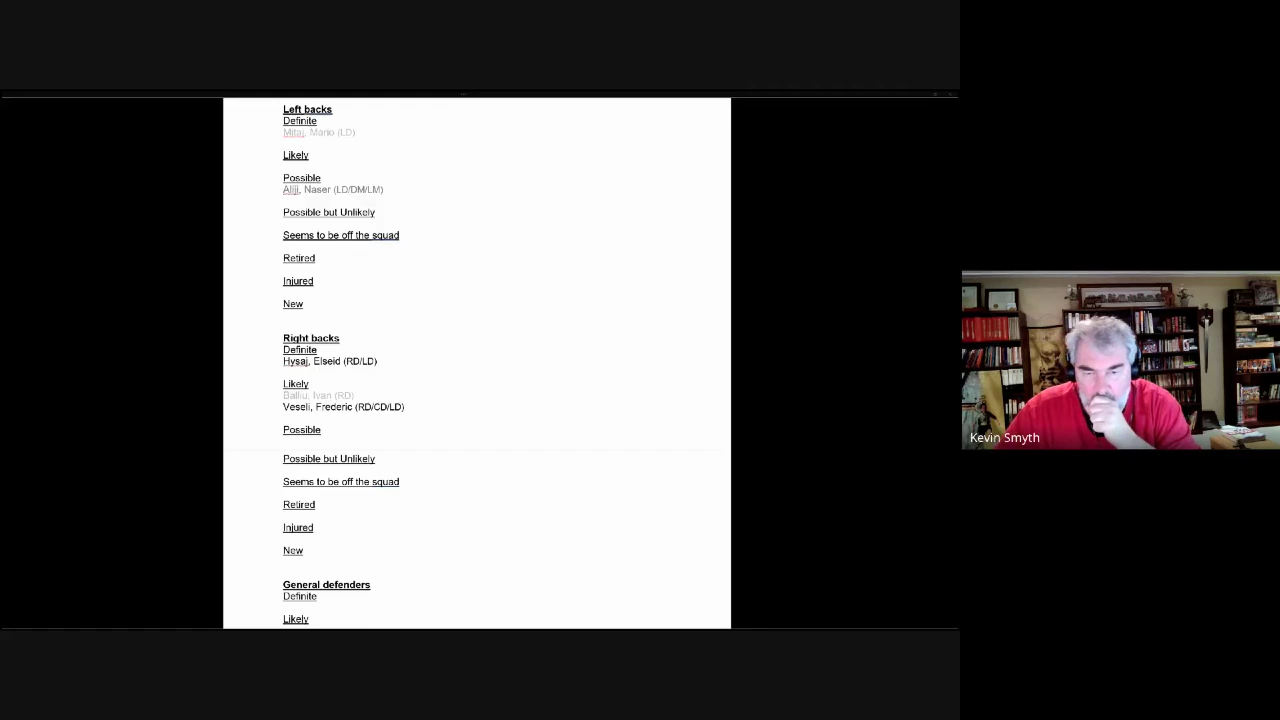 Left backs
Definite
Mitaj, Mario (LD)
Likely
Possible
Aliji, Naser (LD/DM/LM)
Possible but Unlikely
Seems to be off the squad
Retired
Injured
New
Right backs
Definite
Hysaj, Elseid (RD/LD)
Likely
Balliu, Ivan (RD)
Veseli, Frederic (RD/CD/LD)
Possible
Possible but Unlikely
Seems to be off the squad
Retired
Injured
New
General defenders
Definite
Likely
Kevin Smyth